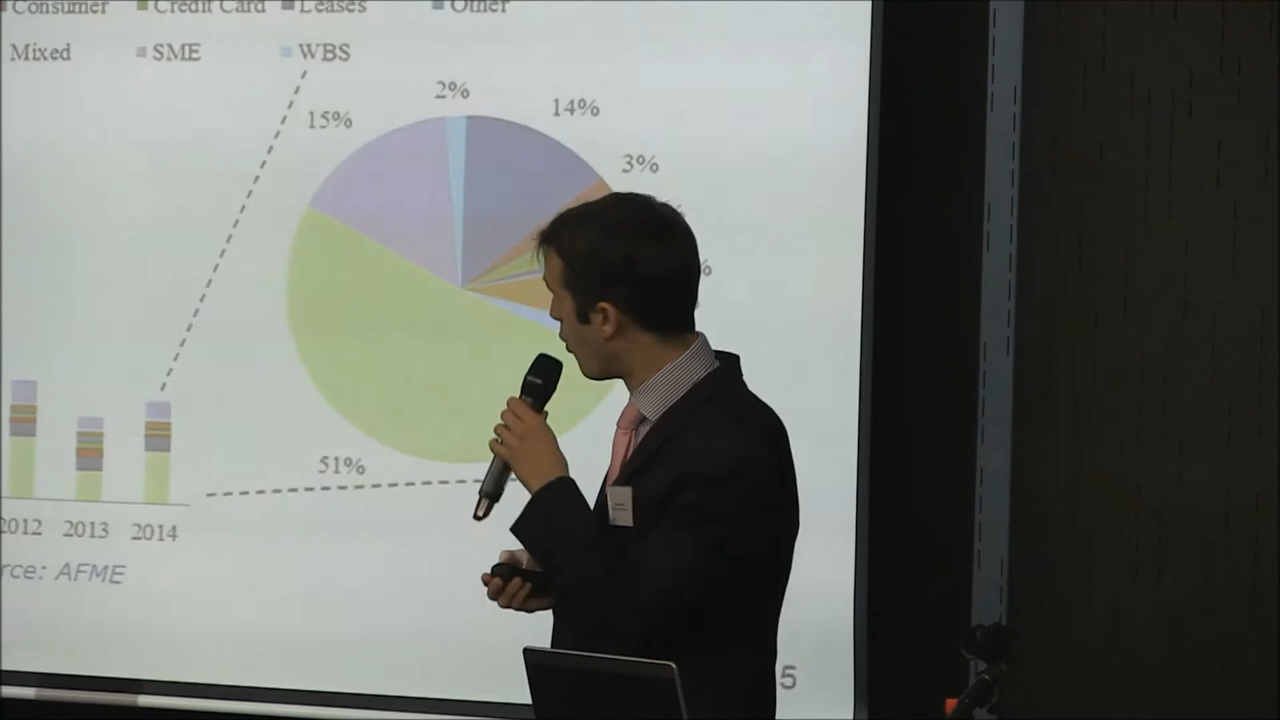 Consumer Credit Card Leases Other
Mixed SME WBS
2%
14%
15%
3%
%
51%
2012 2013 2014
rce: AFME
5